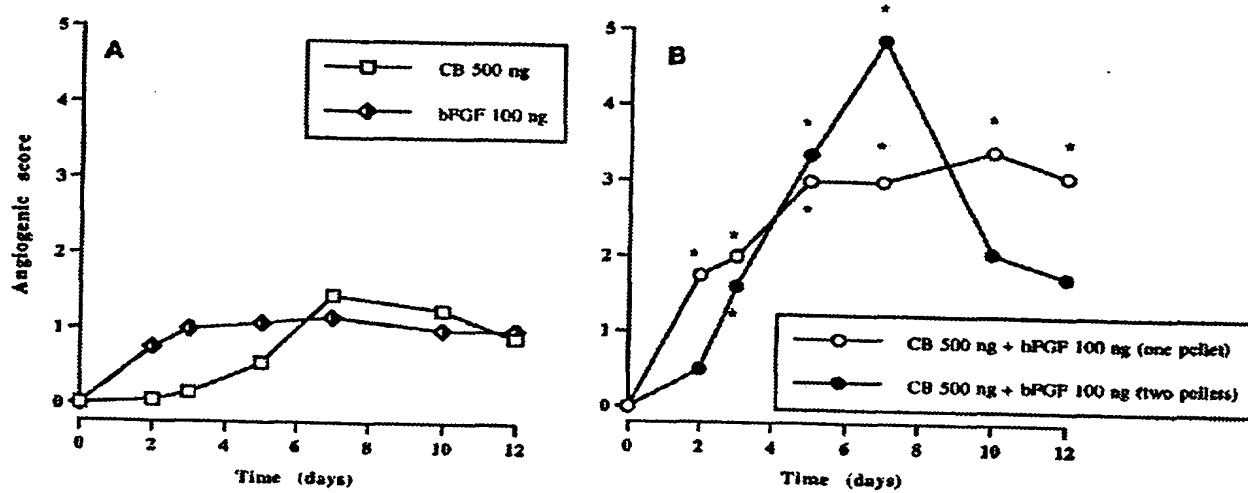 A
5
4
3
2
1
0
Angiogenic score
CB 500 ng
bFGF 100 ng
0 2 4 6 8 10 12
Time (days)
B
5
4
3
2
1
0
*
*
*
*
*
*
*
*
*
CB 500 ng + bFGF 100 ng (one pellet)
CB 500 ng + bFGF 100 ng (two pellets)
0 2 4 6 8 10 12
Time (days)